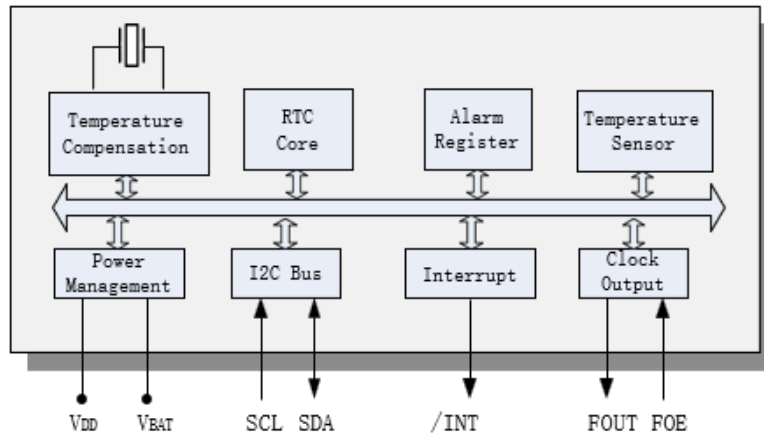 Temperature
Compensation
RTC
Core
Alarm
Register
Temperature
Sensor
Power
Management
I2C Bus
Interrupt
Clock
Output
VDD
VBAT
SCL
SDA
/INT
FOUT
FOE